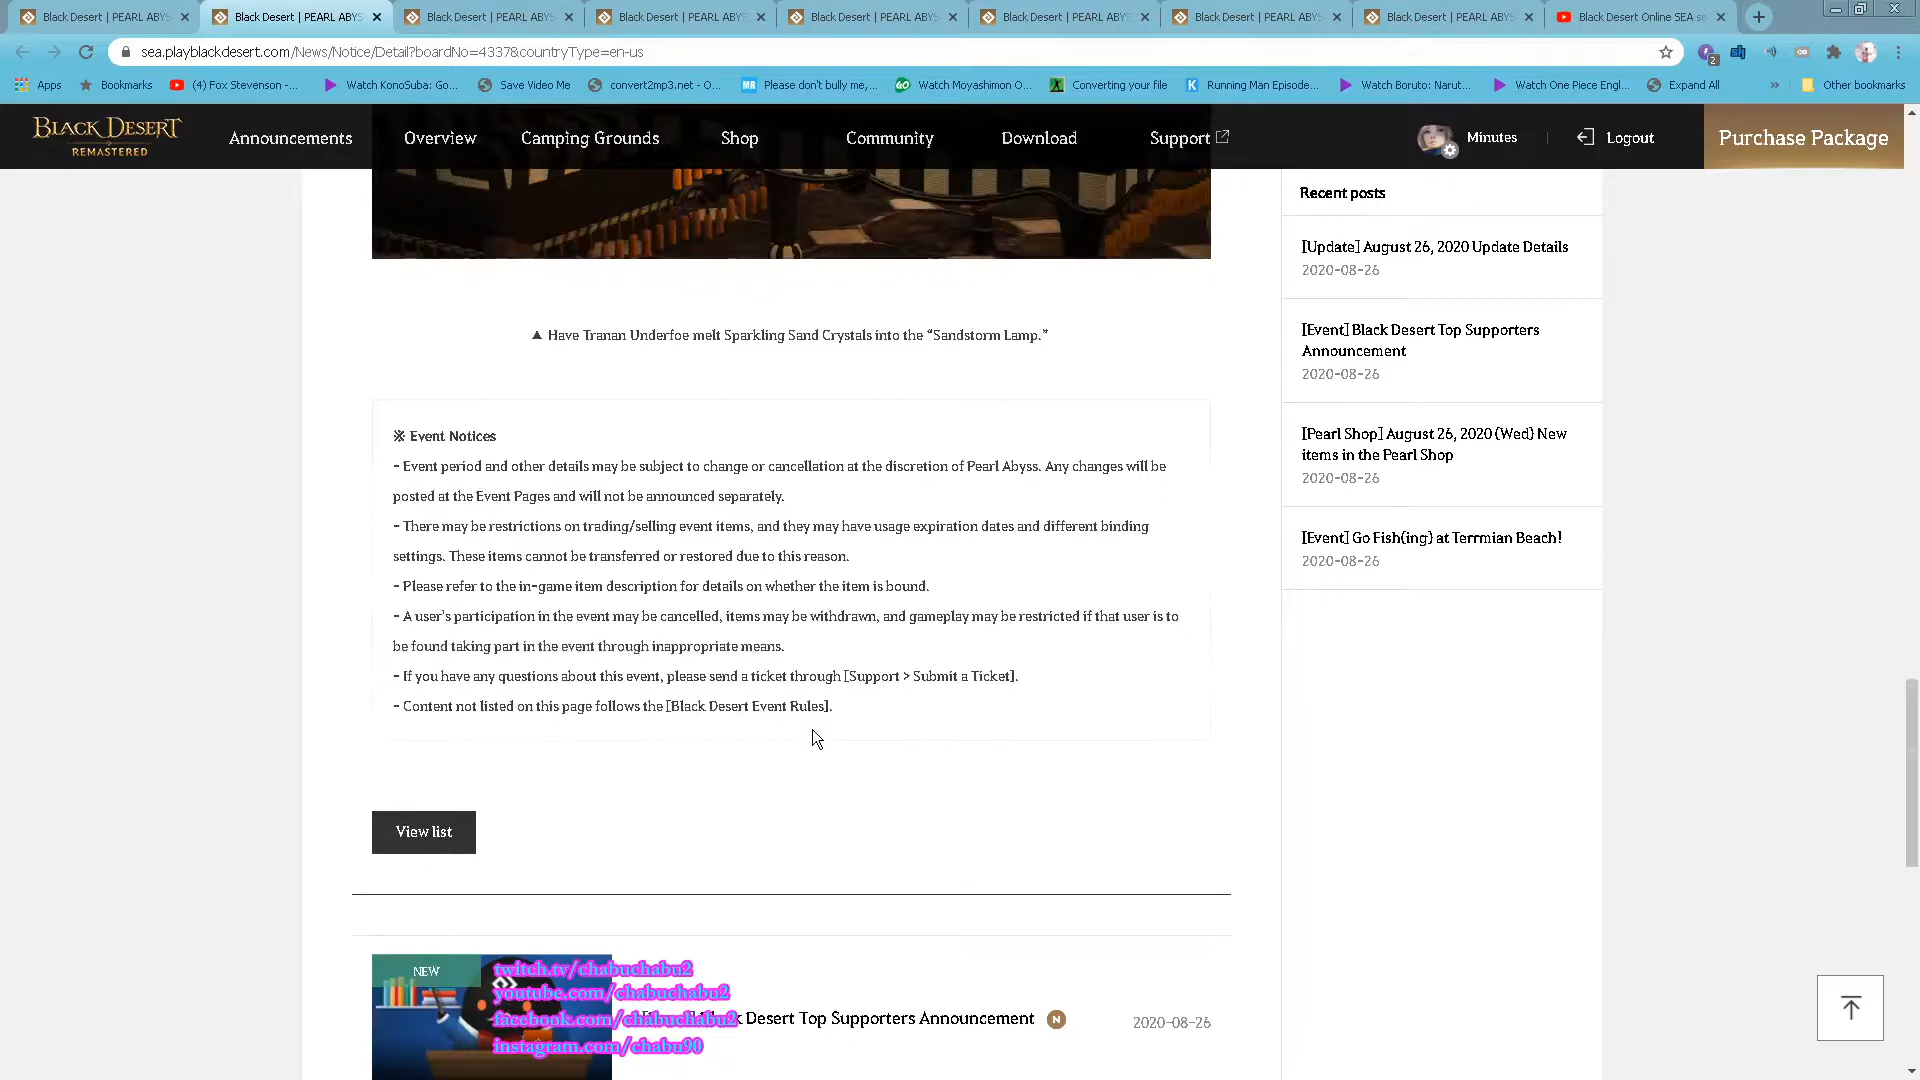 Black Desert | PEARL ABYS
Black Desert | PEARL ABYS
Black Desert | PEARL ABYS
Black Desert | PEARL ABYS
Black Desert | PEARL ABYS
Black Desert | PEARL ABYS
Black Desert | PEARL ABYS
Black Desert | PEARL ABYS
Black Desert Online SEA se
sea.playblackdesert.com/News/Notice/Detail?boardNo=4337&countryType=en-us
2
Apps
Bookmarks
(4) Fox Stevenson -...
Watch KonoSuba: Go...
Save Video Me
convert2mp3.net - O...
MR Please don't bully me,...
GO Watch Moyashimon O...
Converting your file
K Running Man Episode...
Watch Boruto: Narut...
Watch One Piece Engl...
Expand All
»
Other bookmarks
BLACK DESERT
REMASTERED
Announcements
Overview
Camping Grounds
Shop
Community
Download
Support
Minutes
Logout
Purchase Package
▲ Have Tranan Underfoe melt Sparkling Sand Crystals into the “Sandstorm Lamp.”
※ Event Notices
- Event period and other details may be subject to change or cancellation at the discretion of Pearl Abyss. Any changes will be
posted at the Event Pages and will not be announced separately.
- There may be restrictions on trading/selling event items, and they may have usage expiration dates and different binding
settings. These items cannot be transferred or restored due to this reason.
- Please refer to the in-game item description for details on whether the item is bound.
- A user's participation in the event may be cancelled, items may be withdrawn, and gameplay may be restricted if that user is to
be found taking part in the event through inappropriate means.
- If you have any questions about this event, please send a ticket through [Support > Submit a Ticket].
- Content not listed on this page follows the [Black Desert Event Rules].
View list
Recent posts
[Update] August 26, 2020 Update Details
2020-08-26
[Event] Black Desert Top Supporters
Announcement
2020-08-26
[Pearl Shop] August 26, 2020 (Wed) New
items in the Pearl Shop
2020-08-26
[Event] Go Fish(ing) at Terrmian Beach!
2020-08-26
NEW
twitch.tv/chabuchabu2
youtube.com/chabuchabu2
facebook.com/chabuchabu2
instagram.com/chabu90
Desert Top Supporters Announcement N
2020-08-26